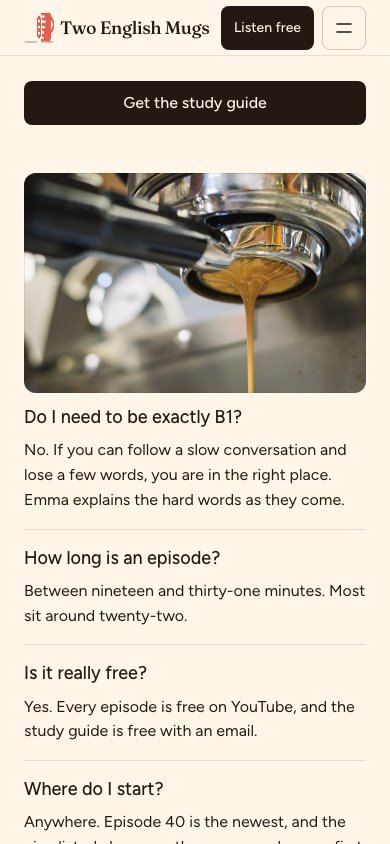 Two English Mugs
Listen free
Get the study guide
Do I need to be exactly B1?
No. If you can follow a slow conversation and
lose a few words, you are in the right place.
Emma explains the hard words as they come.
How long is an episode?
Between nineteen and thirty-one minutes. Most
sit around twenty-two.
Is it really free?
Yes. Every episode is free on YouTube, and the
study guide is free with an email.
Where do I start?
Anywhere. Episode 40 is the newest, and the